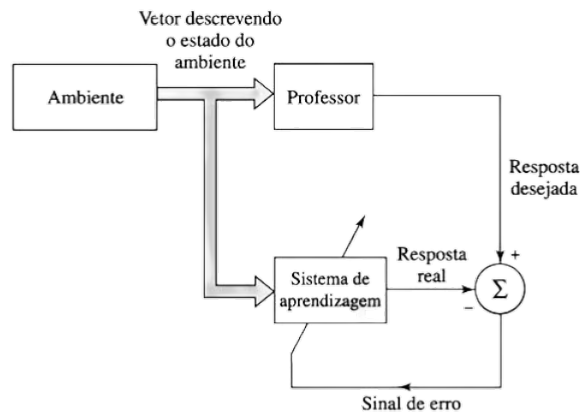 Vetor descrevendo
o estado do
ambiente
Ambiente
Professor
Resposta
desejada
+
Sistema de
aprendizagem
Resposta
real
−
Σ
Sinal de erro